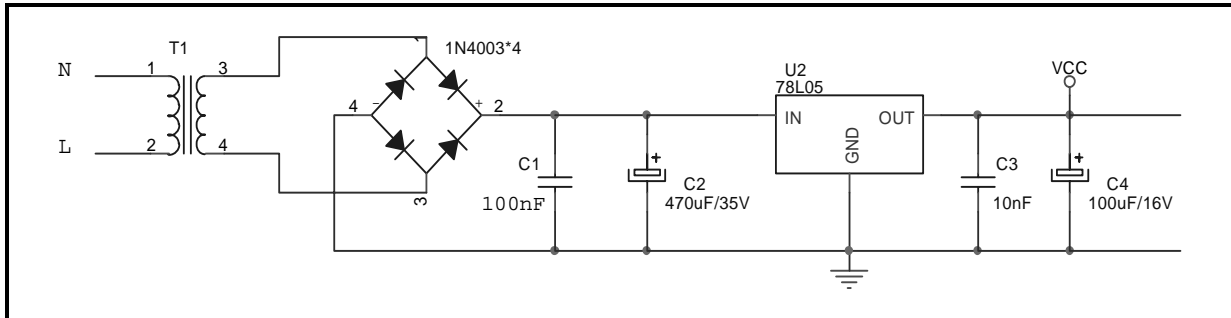 T1
N
L
1
2
3
4
1N4003*4
4
-
+
2
3
C1
100nF
+
C2
470uF/35V
U2
78L05
IN
OUT
GND
VCC
C3
10nF
+
C4
100uF/16V